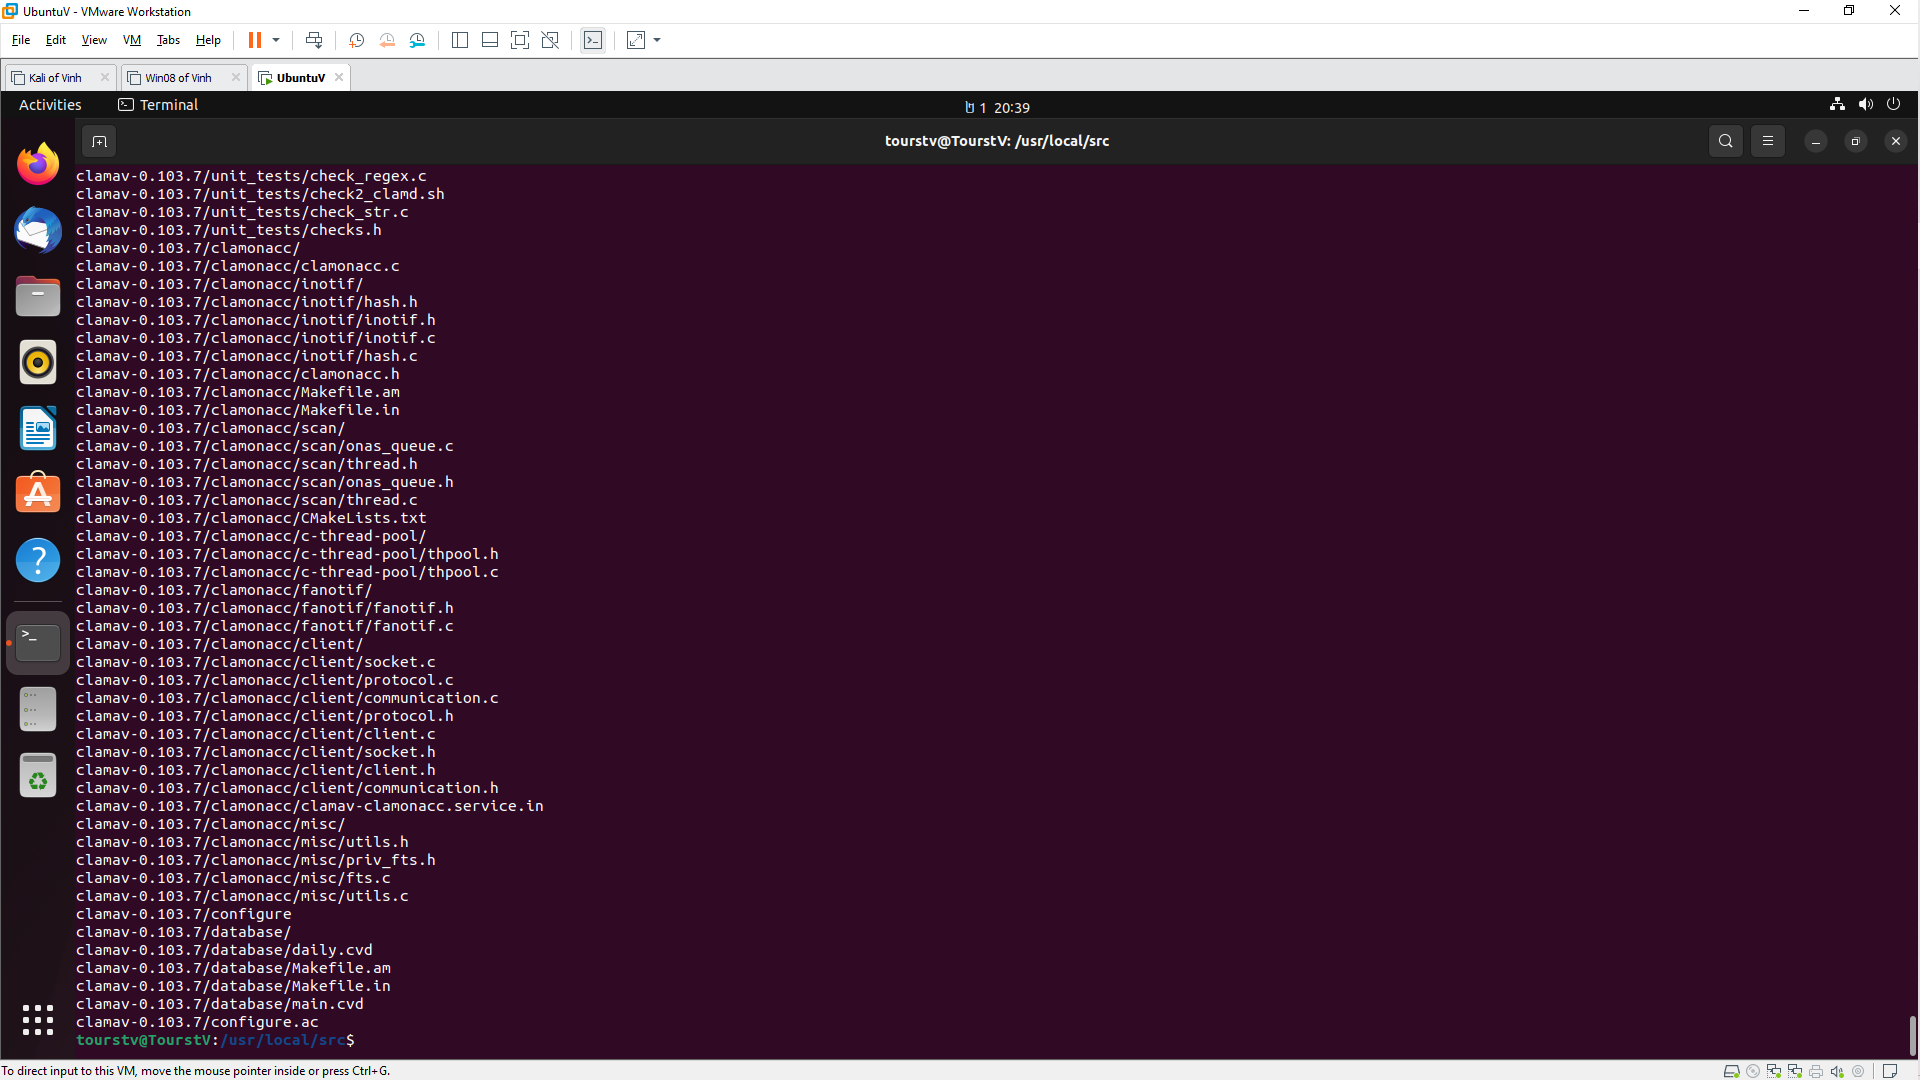 UbuntuV - VMware Workstation
File Edit View VM Tabs Help
Kali of Vinh Win08 of Vinh UbuntuV
Activities Terminal 1 20:39
tourstv@TourstV: /usr/local/src
clamav-0.103.7/unit_tests/check_regex.c
clamav-0.103.7/unit_tests/check2_clamd.sh
clamav-0.103.7/unit_tests/check_str.c
clamav-0.103.7/unit_tests/checks.h
clamav-0.103.7/clamonacc/
clamav-0.103.7/clamonacc/clamonacc.c
clamav-0.103.7/clamonacc/inotif/
clamav-0.103.7/clamonacc/inotif/hash.h
clamav-0.103.7/clamonacc/inotif/inotif.h
clamav-0.103.7/clamonacc/inotif/inotif.c
clamav-0.103.7/clamonacc/inotif/hash.c
clamav-0.103.7/clamonacc/clamonacc.h
clamav-0.103.7/clamonacc/Makefile.am
clamav-0.103.7/clamonacc/Makefile.in
clamav-0.103.7/clamonacc/scan/
clamav-0.103.7/clamonacc/scan/onas_queue.c
clamav-0.103.7/clamonacc/scan/thread.h
clamav-0.103.7/clamonacc/scan/onas_queue.h
clamav-0.103.7/clamonacc/scan/thread.c
clamav-0.103.7/clamonacc/CMakeLists.txt
clamav-0.103.7/clamonacc/c-thread-pool/
clamav-0.103.7/clamonacc/c-thread-pool/thpool.h
clamav-0.103.7/clamonacc/c-thread-pool/thpool.c
clamav-0.103.7/clamonacc/fanotif/
clamav-0.103.7/clamonacc/fanotif/fanotif.h
clamav-0.103.7/clamonacc/fanotif/fanotif.c
clamav-0.103.7/clamonacc/client/
clamav-0.103.7/clamonacc/client/socket.c
clamav-0.103.7/clamonacc/client/protocol.c
clamav-0.103.7/clamonacc/client/communication.c
clamav-0.103.7/clamonacc/client/protocol.h
clamav-0.103.7/clamonacc/client/client.c
clamav-0.103.7/clamonacc/client/socket.h
clamav-0.103.7/clamonacc/client/client.h
clamav-0.103.7/clamonacc/client/communication.h
clamav-0.103.7/clamonacc/clamav-clamonacc.service.in
clamav-0.103.7/clamonacc/misc/
clamav-0.103.7/clamonacc/misc/utils.h
clamav-0.103.7/clamonacc/misc/priv_fts.h
clamav-0.103.7/clamonacc/misc/fts.c
clamav-0.103.7/clamonacc/misc/utils.c
clamav-0.103.7/configure
clamav-0.103.7/database/
clamav-0.103.7/database/daily.cvd
clamav-0.103.7/database/Makefile.am
clamav-0.103.7/database/Makefile.in
clamav-0.103.7/database/main.cvd
clamav-0.103.7/configure.ac
tourstv@TourstV:/usr/local/src$
To direct input to this VM, move the mouse pointer inside or press Ctrl+G.